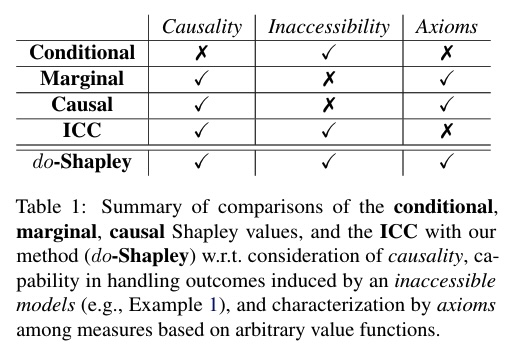 Causality Inaccessibility Axioms
Conditional ✗ ✓ ✗
Marginal ✓ ✗ ✓
Causal ✓ ✗ ✓
ICC ✓ ✓ ✗
do-Shapley ✓ ✓ ✓
Table 1: Summary of comparisons of the conditional,
marginal, causal Shapley values, and the ICC with our
method (do-Shapley) w.r.t. consideration of causality, ca-
pability in handling outcomes induced by an inaccessible
models (e.g., Example 1), and characterization by axioms
among measures based on arbitrary value functions.